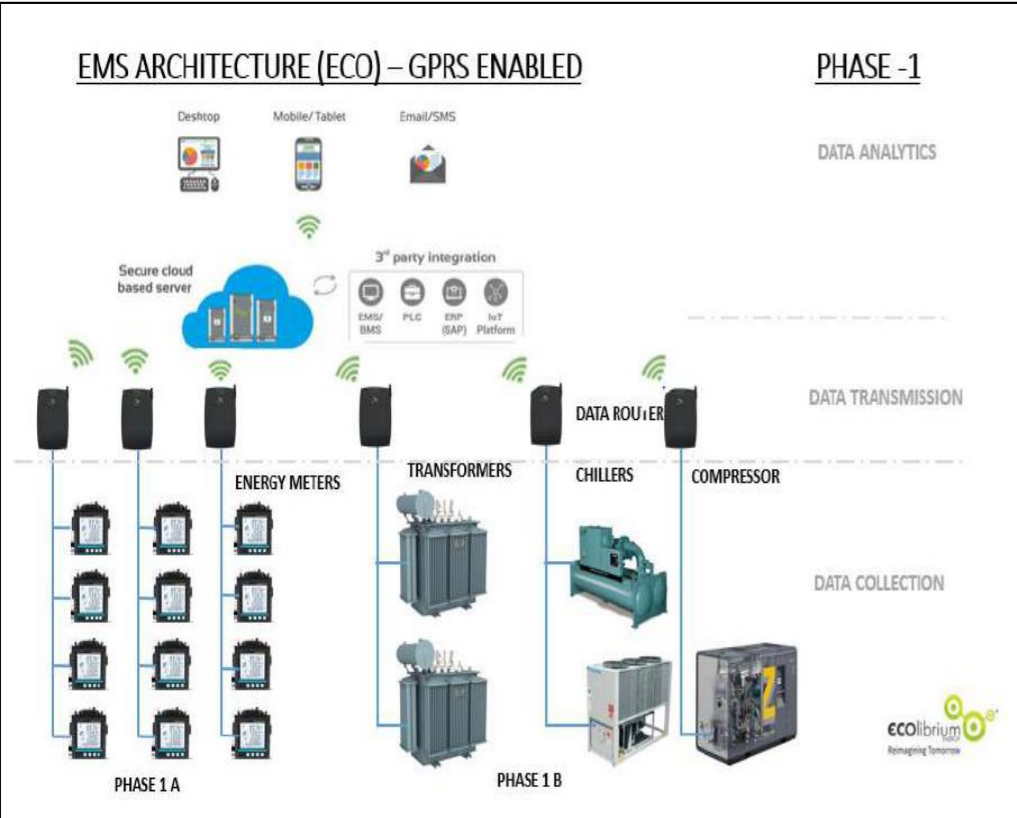 EMS ARCHITECTURE (ECO) – GPRS ENABLED
PHASE -1
Desktop
Mobile/ Tablet
Email/SMS
DATA ANALYTICS
Secure cloud
based server
3rd party integration
EMS/
BMS
PLC
ERP
(SAP)
IoT
Platform
DATA TRANSMISSION
DATA ROUTER
ENERGY METERS
TRANSFORMERS
CHILLERS
COMPRESSOR
DATA COLLECTION
ECOlibrium
Reimagining Tomorrow
PHASE 1 A
PHASE 1 B